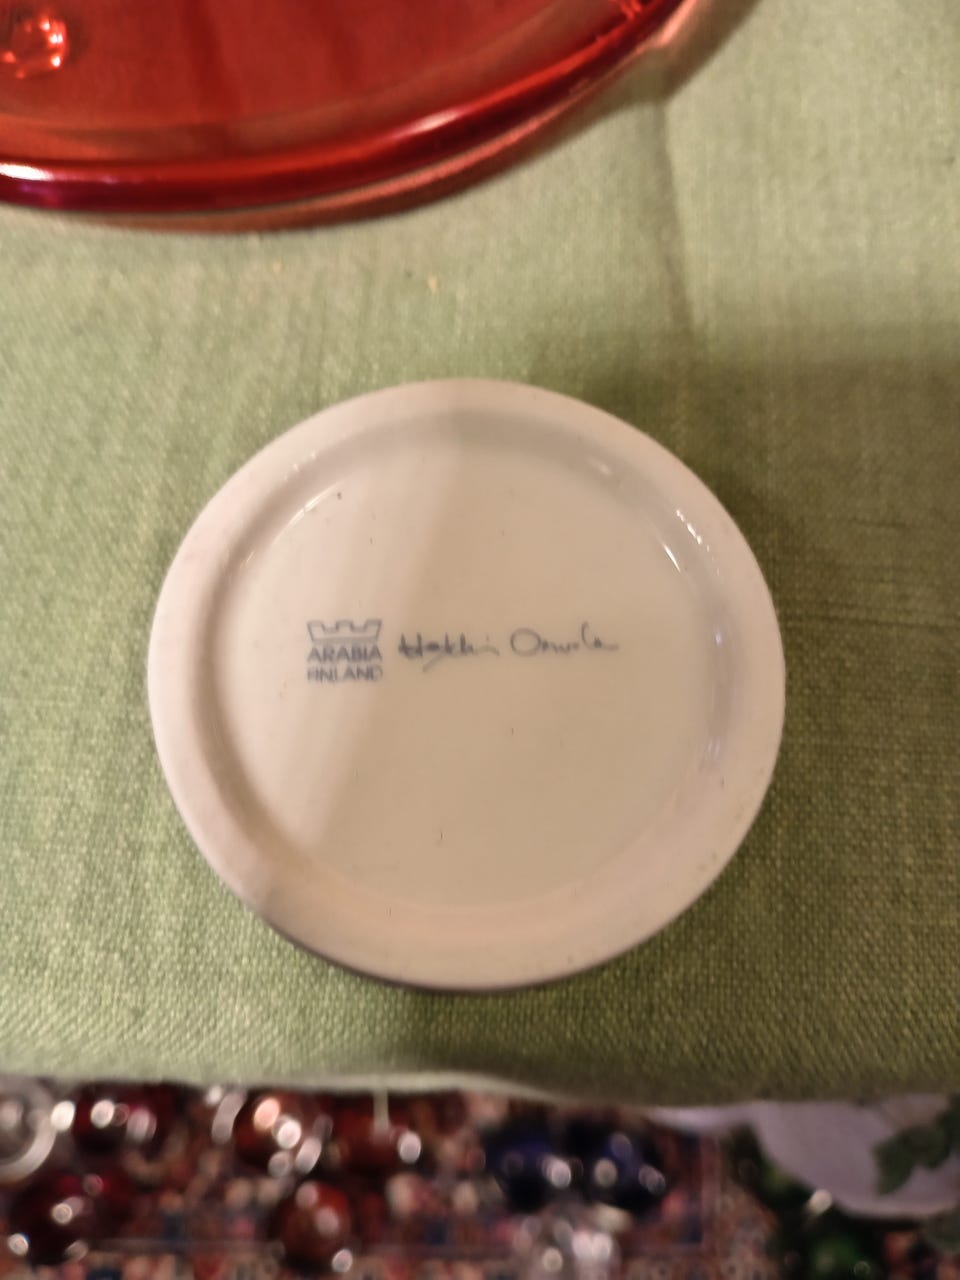 ARABIA
FINLAND
Heikki Orvola